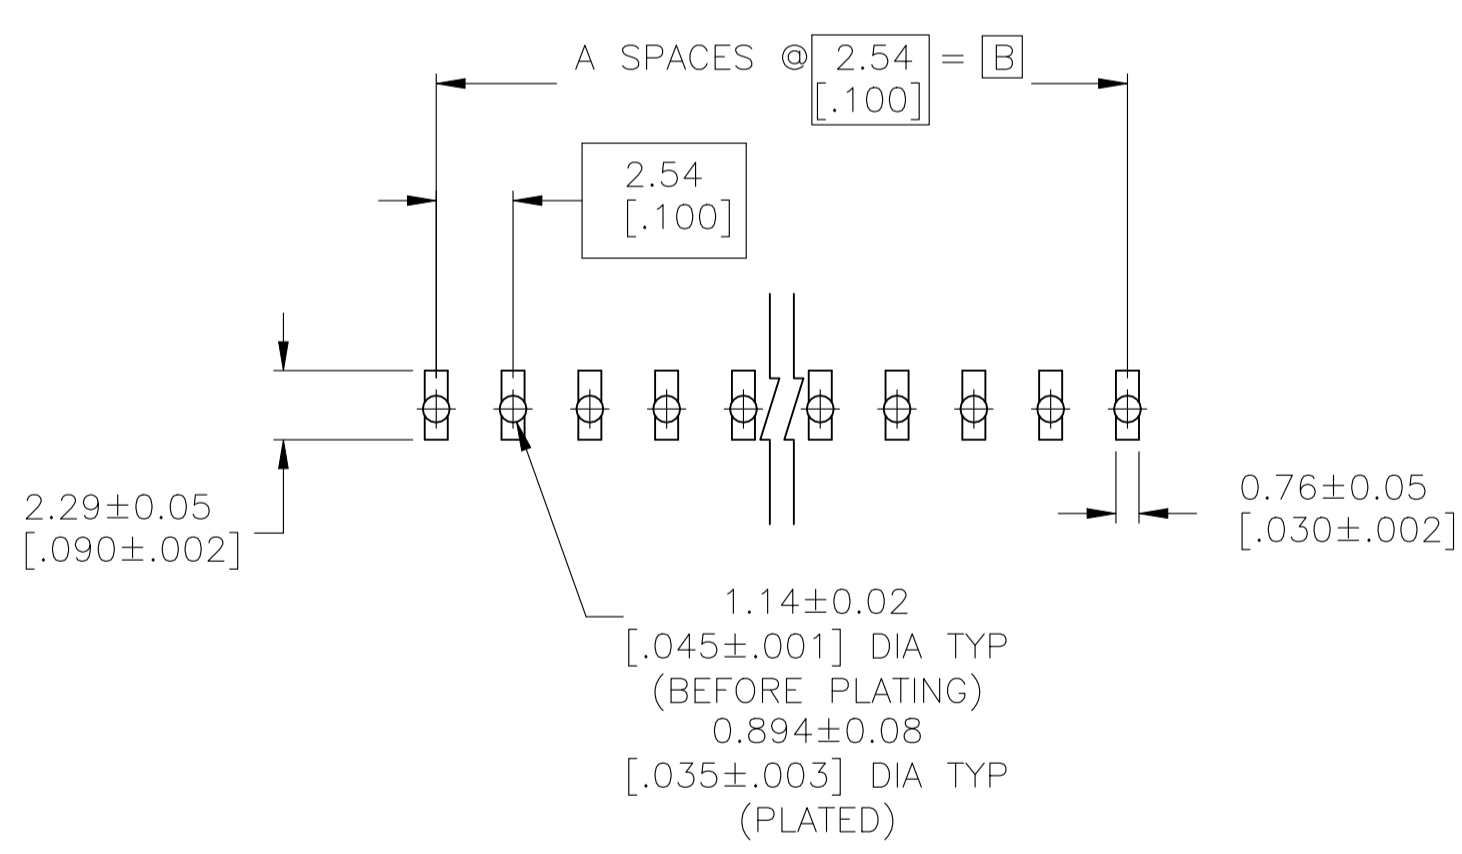 A SPACES @ 2.54 = B
[.100]
2.54
[.100]
2.29±0.05
[.090±.002]
0.76±0.05
[.030±.002]
1.14±0.02
[.045±.001] DIA TYP
(BEFORE PLATING)
0.894±0.08
[.035±.003] DIA TYP
(PLATED)